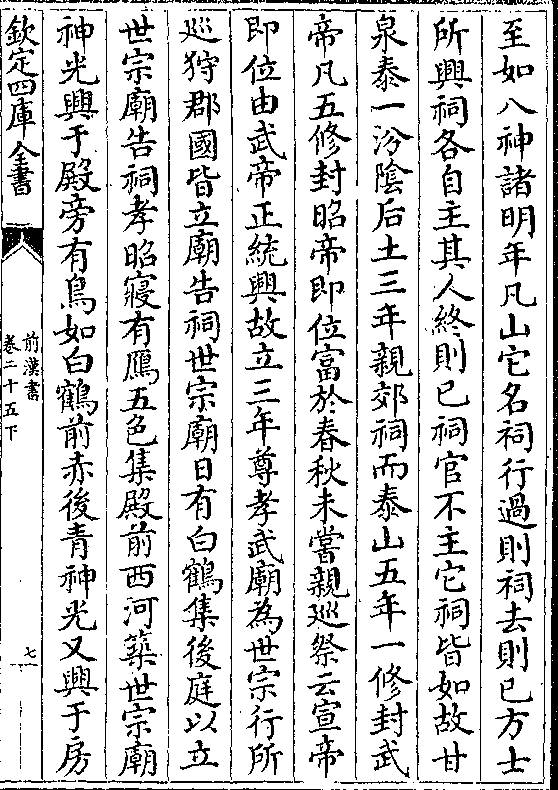 至如八神諸明年凡山它名祠行過則祠去則已方士
所興祠各自主其人終則已祠官不主它祠皆如故甘
泉泰一汾陰后土三年親郊祠而泰山五年一修封武
帝凡五修封昭帝即位富於春秋未嘗親巡祭云宣帝
即位由武帝正統興故立三年尊孝武廟為世宗行所
巡狩郡國皆立廟告祠世宗廟日有白鶴集後庭以立
世宗廟告祠孝昭寢有鴈五色集殿前西河築世宗廟
神光興于殿旁有鳥如白鶴前赤後青神光又興于房
欽定四庫全書
前漢書
卷二十五下
七